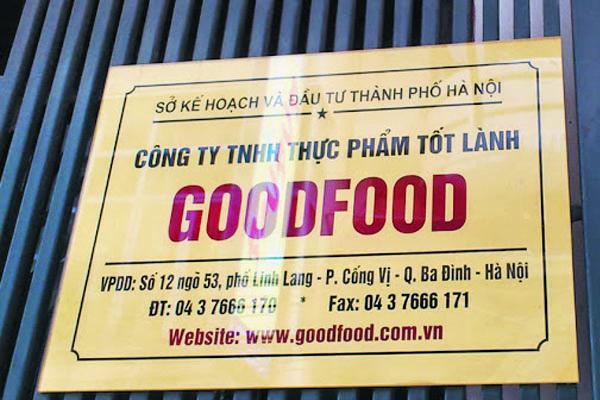 SỞ KẾ HOẠCH VÀ ĐẦU TƯ THÀNH PHỐ HÀ NỘI
CÔNG TY TNHH THỰC PHẨM TỐT LÀNH
GOODFOOD
VPDD: Số 12 ngõ 53, phố Linh Lang - P. Cống Vị - Q. Ba Đình - Hà Nội
ĐT: 04 3 7666 170 * Fax: 04 3 7666 171
Website: www.goodfood.com.vn